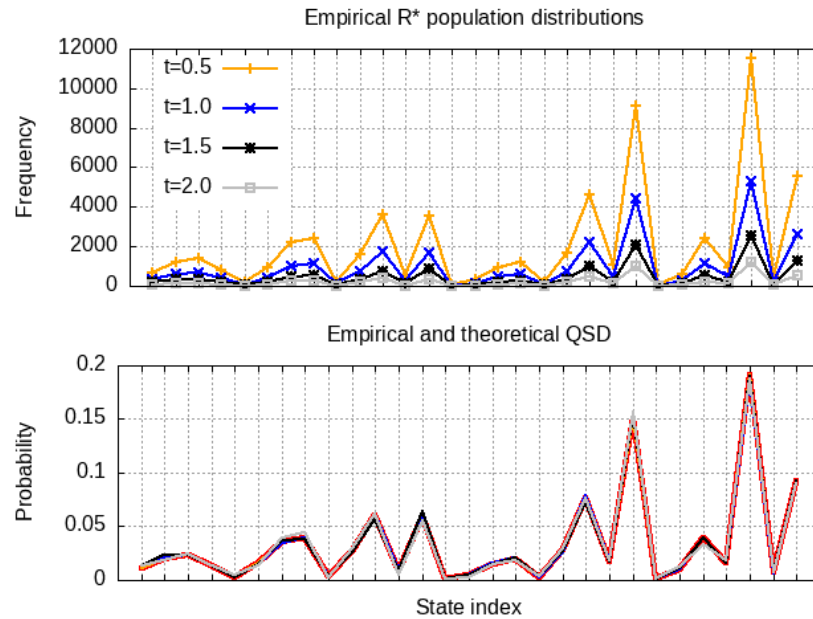 Empirical R* population distributions
12000
10000
8000
6000
4000
2000
0
Frequency
t=0.5
t=1.0
t=1.5
t=2.0
Empirical and theoretical QSD
0.2
0.15
0.1
0.05
0
Probability
State index